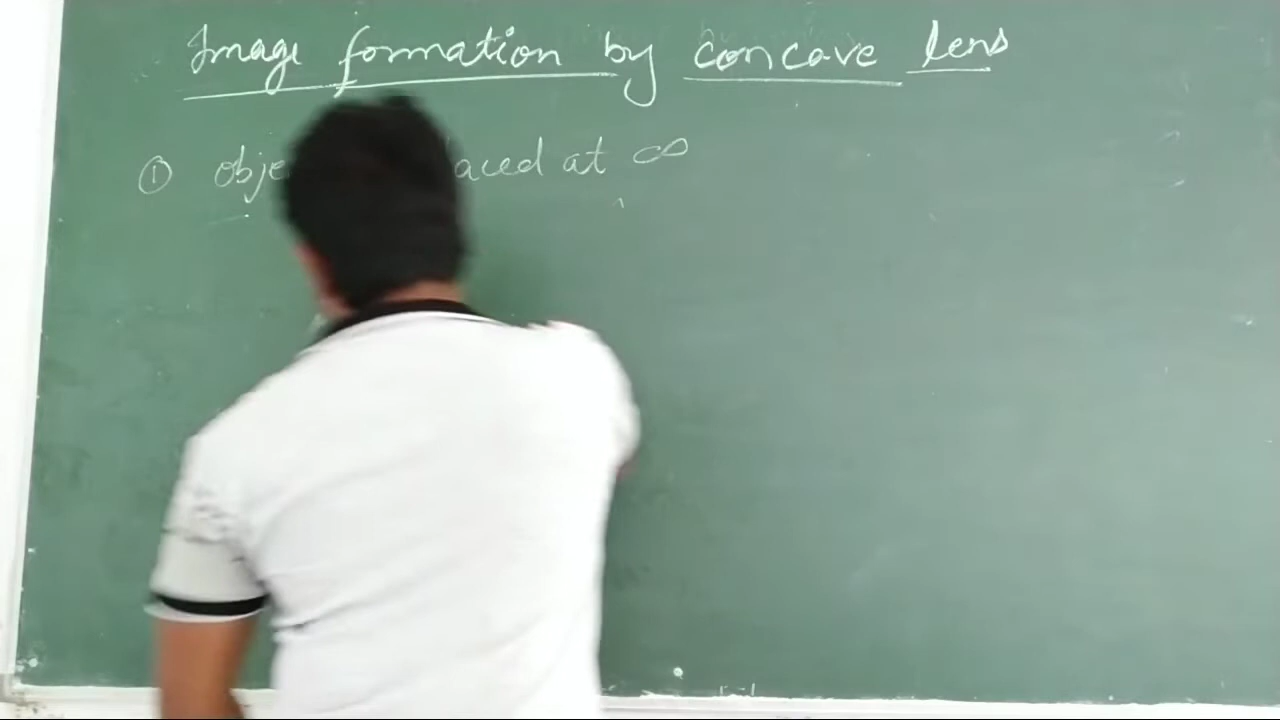 Image formation by concave lens
① obje aced at ∞